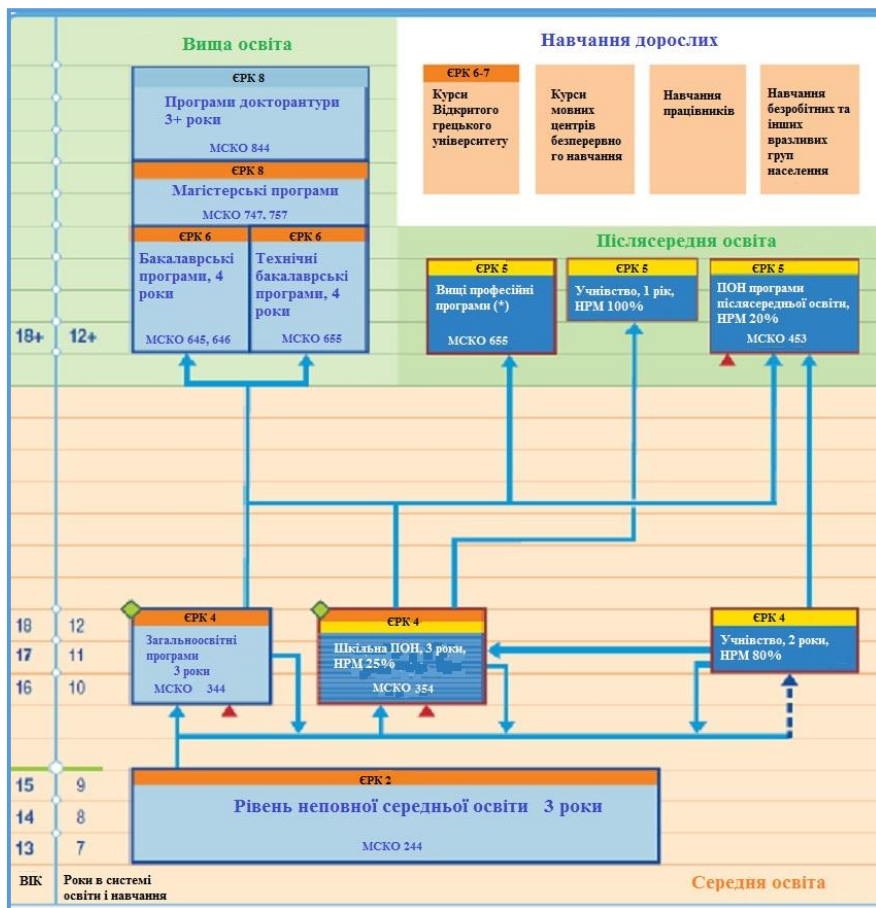 Вища освіта
Навчання дорослих
ЄРК 8
Програми докторантури
3+ роки
МСКО 844
ЄРК 8
Магістерські програми
МСКО 747, 757
ЄРК 6
Бакалаврські
програми, 4
роки
МСКО 645, 646
ЄРК 6
Технічні
бакалаврські
програми, 4
роки
МСКО 655
ЄРК 6-7
Курси
Відкритого
грецького
університету
Курси
мовних
центрів
безперервно
го навчання
Навчання
працівників
Навчання
безробітних та
інших
вразливих
груп
населення
Післясередня освіта
ЄРК 5
Вищі професійні
програми (*)
МСКО 655
ЄРК 5
Учнівство, 1 рік,
НРМ 100%
ЄРК 5
ПОН програми
післясередньої освіти,
НРМ 20%
МСКО 453
18+ 12+
18 12
17 11
16 10
ЄРК 4
Загальноосвітні
програми
3 роки
МСКО 344
ЄРК 4
Шкільна ПОН, 3 роки,
НРМ 25%
МСКО 354
ЄРК 4
Учнівство, 2 роки,
НРМ 80%
15 9
14 8
13 7
ЄРК 2
Рівень неповної середньої освіти 3 роки
МСКО 244
ВІК
Роки в системі
освіти і навчання
Середня освіта